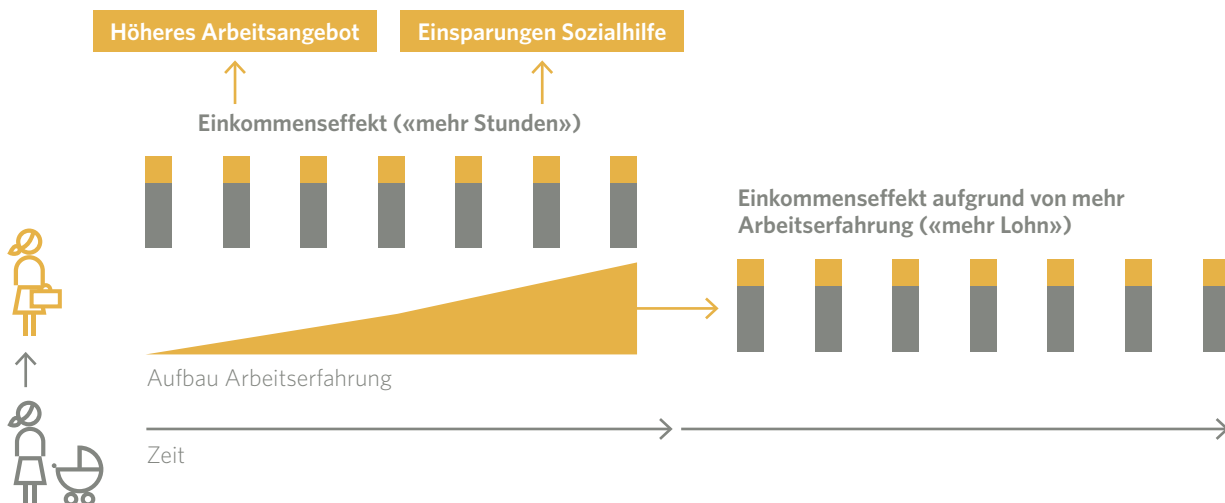 Höheres Arbeitsangebot
Einsparungen Sozialhilfe
Einkommenseffekt («mehr Stunden»)
Einkommenseffekt aufgrund von mehr
Arbeitserfahrung («mehr Lohn»)
Aufbau Arbeitserfahrung
Zeit